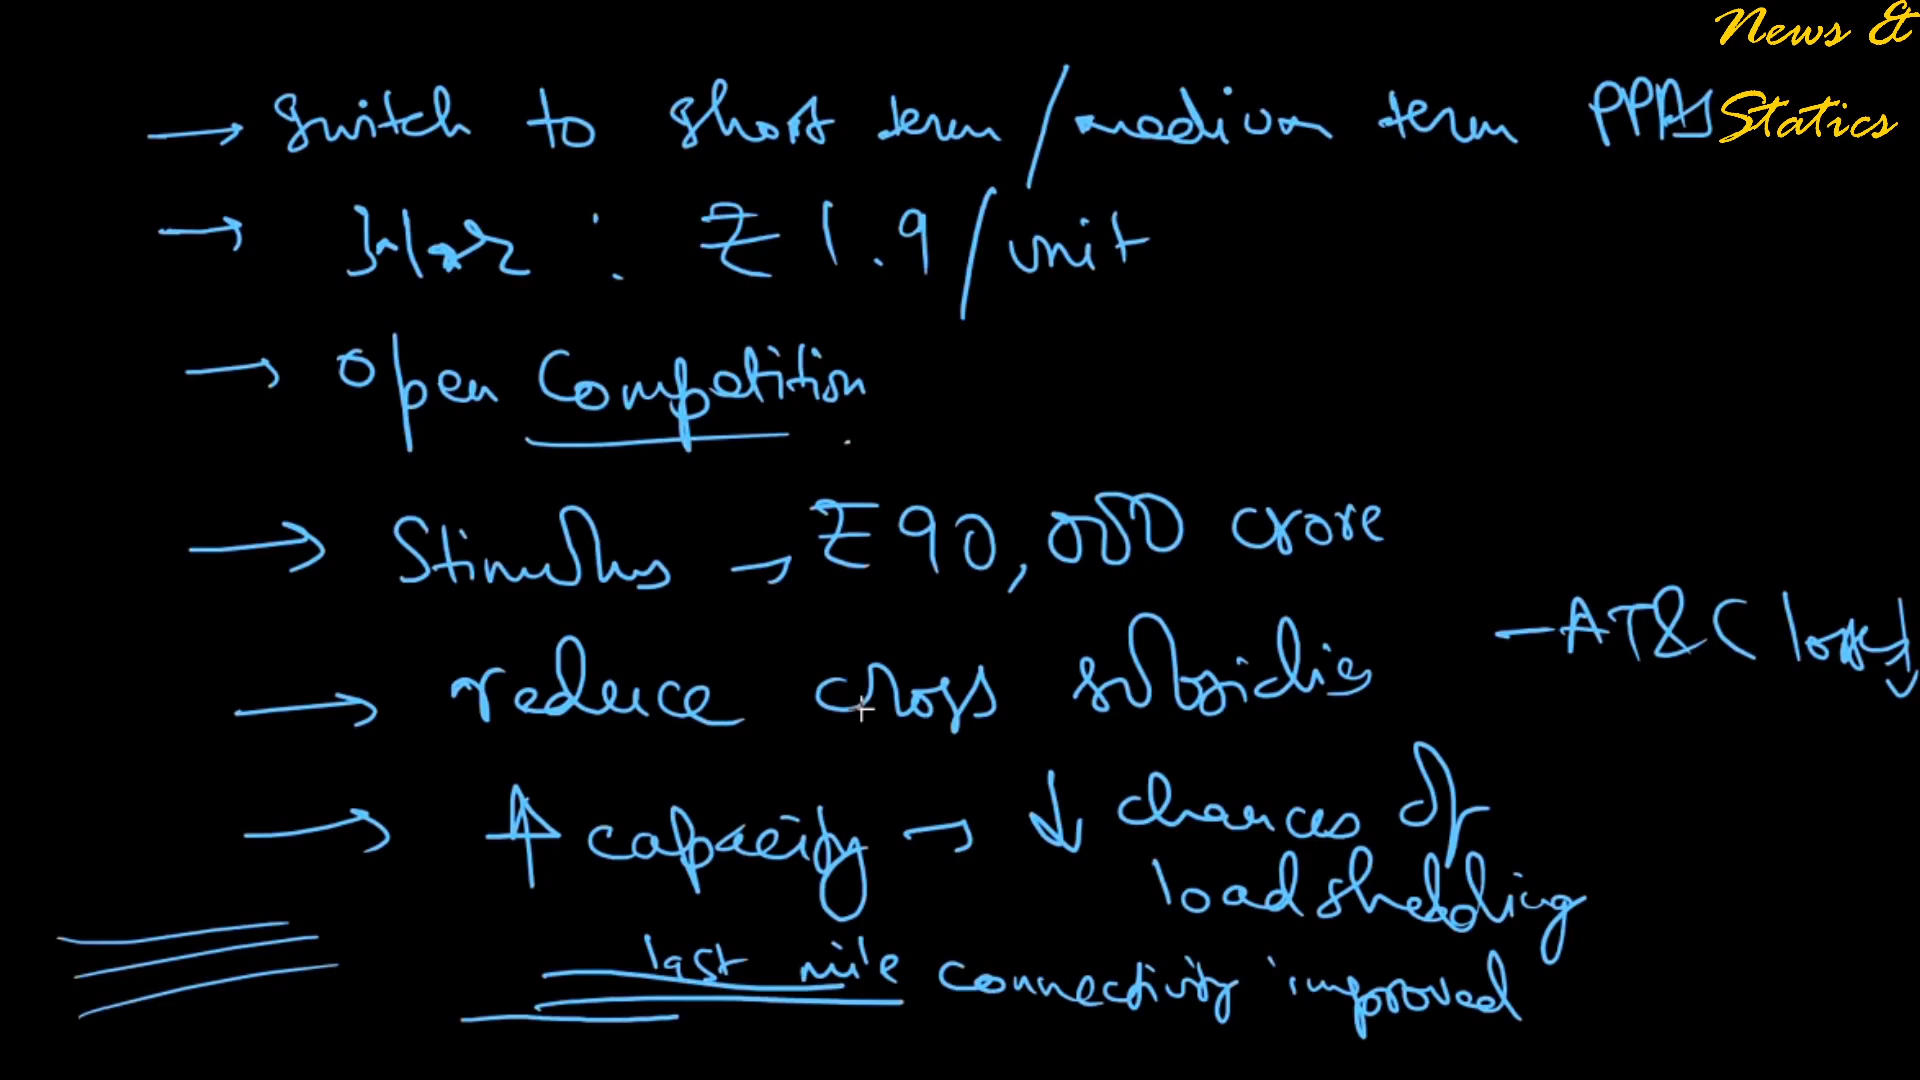 News &
Statics
→ switch to short term / medium term PPAs
→ solar : ₹ 1.9 / unit
→ Open Competition
→ Stimulus → ₹ 90,000 crore
→ reduce cross subsidies - AT&C losses ↓
→ ↑ capacity → ↓ chances of
load shedding
last mile connectivity improved